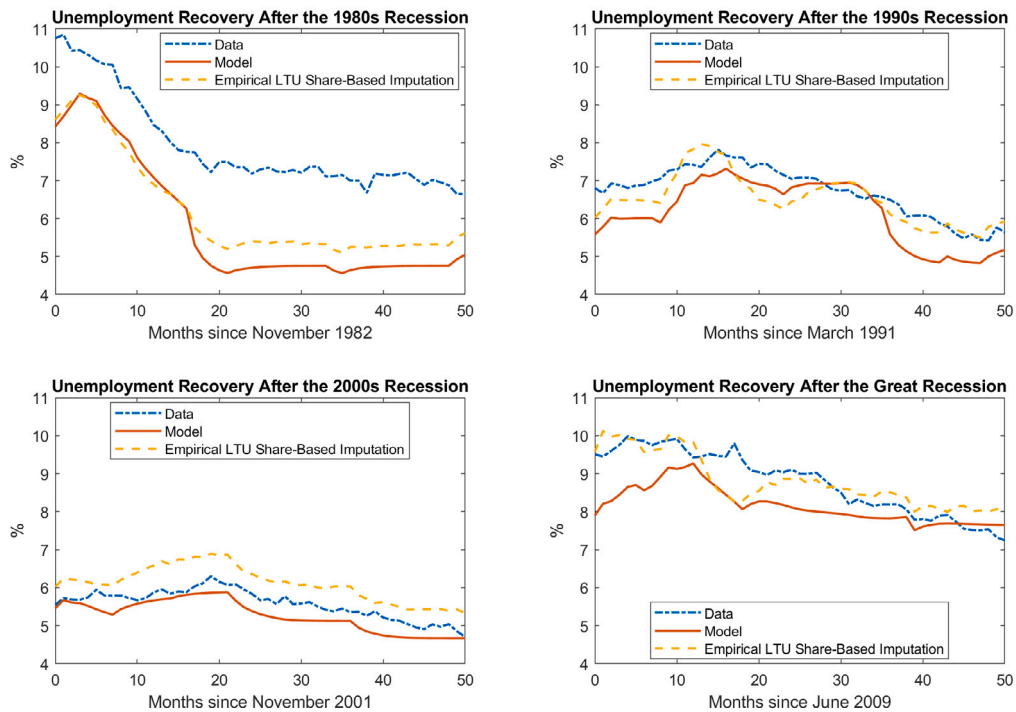 Unemployment Recovery After the 1980s Recession
11
10
9
8
7
6
5
4
%
Data
Model
Empirical LTU Share-Based Imputation
0 10 20 30 40 50
Months since November 1982
Unemployment Recovery After the 1990s Recession
11
10
9
8
7
6
5
4
%
Data
Model
Empirical LTU Share-Based Imputation
0 10 20 30 40 50
Months since March 1991
Unemployment Recovery After the 2000s Recession
11
10
9
8
7
6
5
4
%
Data
Model
Empirical LTU Share-Based Imputation
0 10 20 30 40 50
Months since November 2001
Unemployment Recovery After the Great Recession
11
10
9
8
7
6
5
4
%
Data
Model
Empirical LTU Share-Based Imputation
0 10 20 30 40 50
Months since June 2009